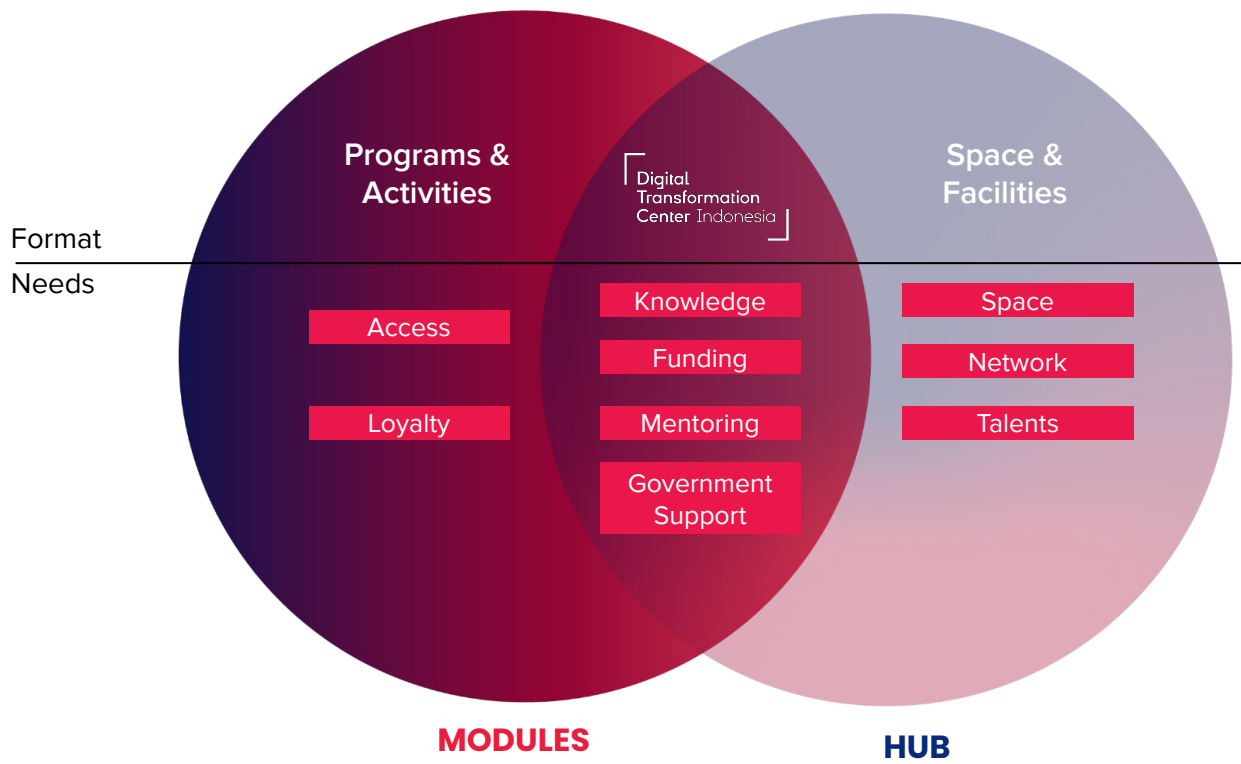 Programs &
Activities
Digital
Transformation
Center Indonesia
Space &
Facilities
Format
Needs
Access
Loyalty
Knowledge
Funding
Mentoring
Government
Support
Space
Network
Talents
MODULES
HUB